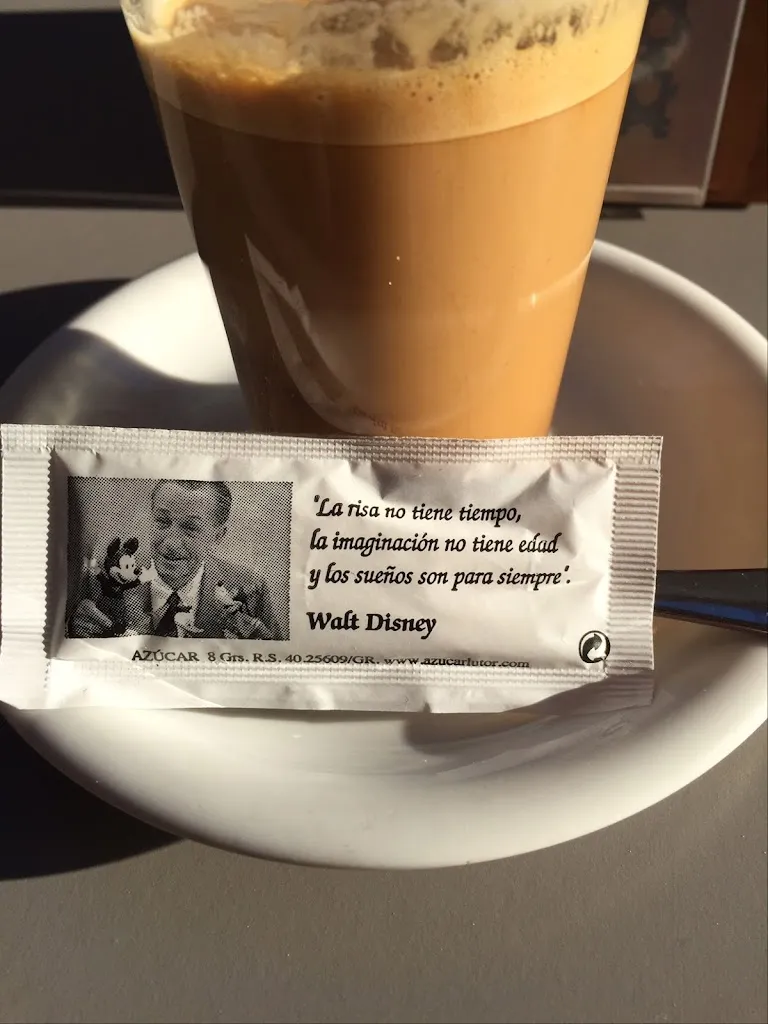 "La risa no tiene tiempo,
la imaginación no tiene edad
y los sueños son para siempre".
Walt Disney
AZÚCAR 8 Grs. R.S. 40.25609/GR. www.azucarlutor.com